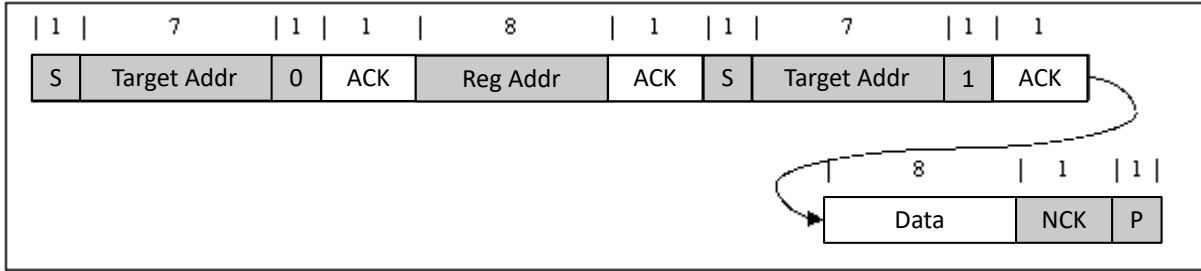 | 1 | 7 | 1 | 1 | 8 | 1 | 1 | 7 | 1 | 1
S Target Addr 0 ACK Reg Addr ACK S Target Addr 1 ACK
| 8 | 1 | 1 |
Data NCK P